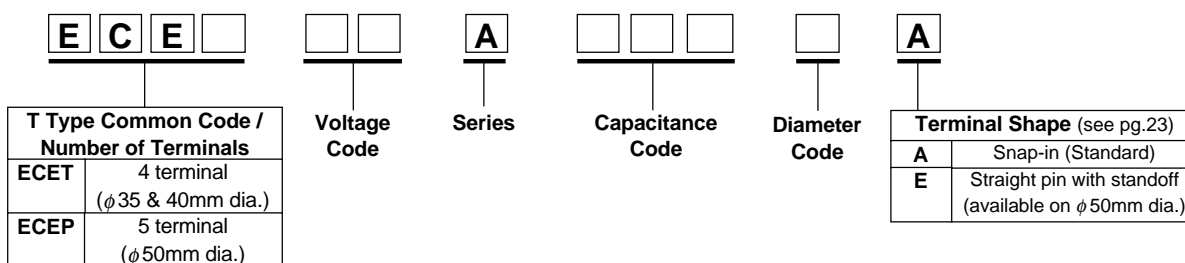 E C E A A
T Type Common Code /
Number of Terminals
ECET 4 terminal
(ϕ35 & 40mm dia.)
ECEP 5 terminal
(ϕ50mm dia.)
Voltage
Code
Series
Capacitance
Code
Diameter
Code
Terminal Shape (see pg.23)
A Snap-in (Standard)
E Straight pin with standoff
(available on ϕ50mm dia.)